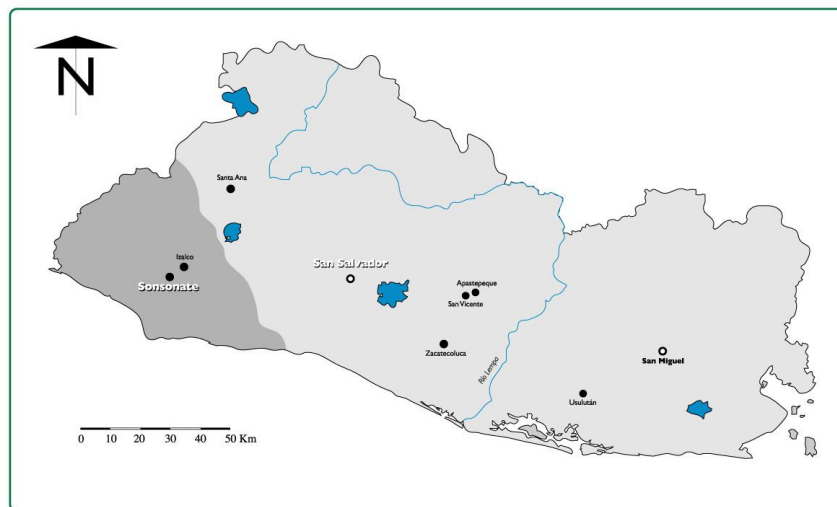 N
Santa Ana
Izalco
Sonsonate
San Salvador
Apastepeque
San Vicente
Zacatecoluca
Río Lempa
San Miguel
Usulután
0 10 20 30 40 50 Km